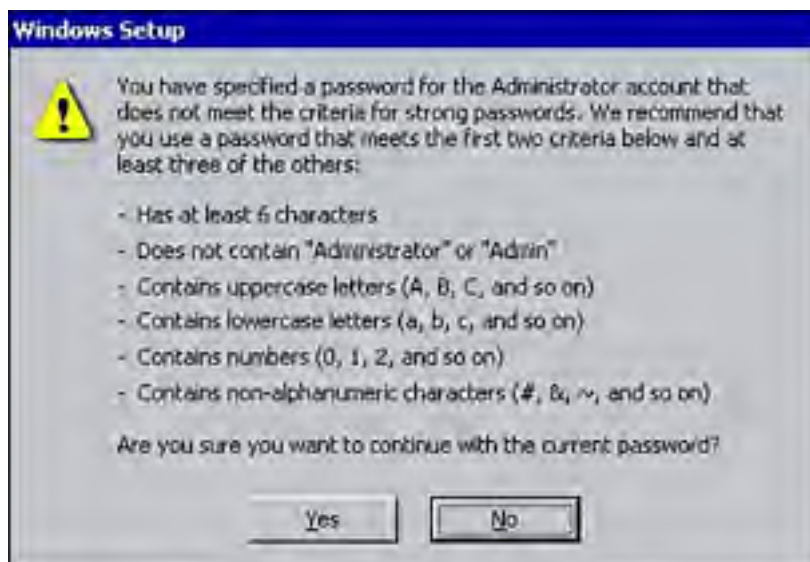 Windows Setup
You have specified a password for the Administrator account that
does not meet the criteria for strong passwords. We recommend that
you use a password that meets the first two criteria below and at
least three of the others:
- Has at least 6 characters
- Does not contain "Administrator" or "Admin"
- Contains uppercase letters (A, B, C, and so on)
- Contains lowercase letters (a, b, c, and so on)
- Contains numbers (0, 1, 2, and so on)
- Contains non-alphanumeric characters (#, &, ~, and so on)
Are you sure you want to continue with the current password?
Yes No